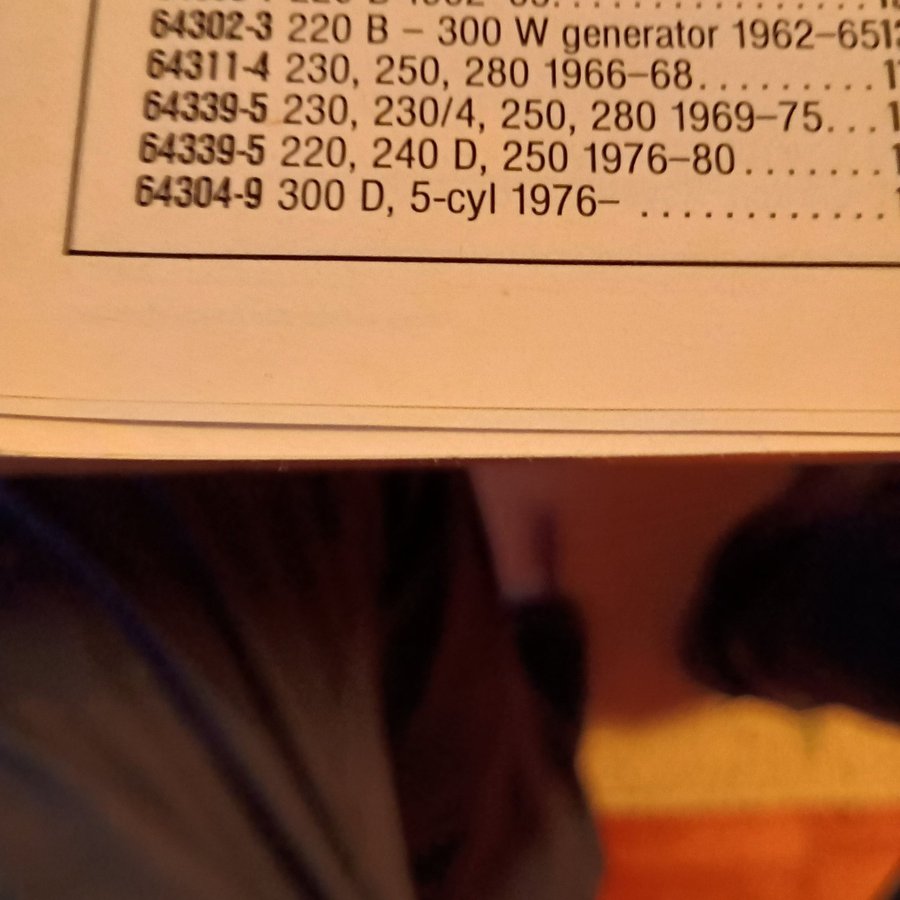 64302-3 220 B – 300 W generator 1962–65
64311-4 230, 250, 280 1966–68.........
64339-5 230, 230/4, 250, 280 1969–75...
64339-5 220, 240 D, 250 1976–80.......
64304-9 300 D, 5-cyl 1976– ............